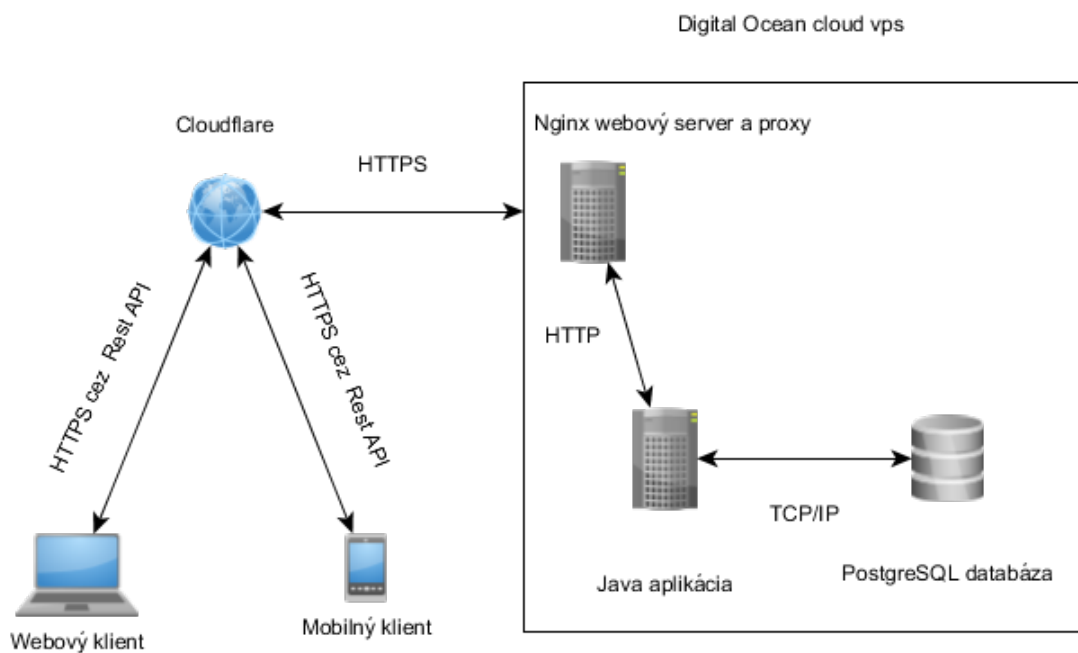 Digital Ocean cloud vps
Cloudflare
Nginx webový server a proxy
HTTPS
HTTPS cez Rest API
HTTPS cez Rest API
HTTP
TCP/IP
Java aplikácia
PostgreSQL databáza
Webový klient
Mobilný klient